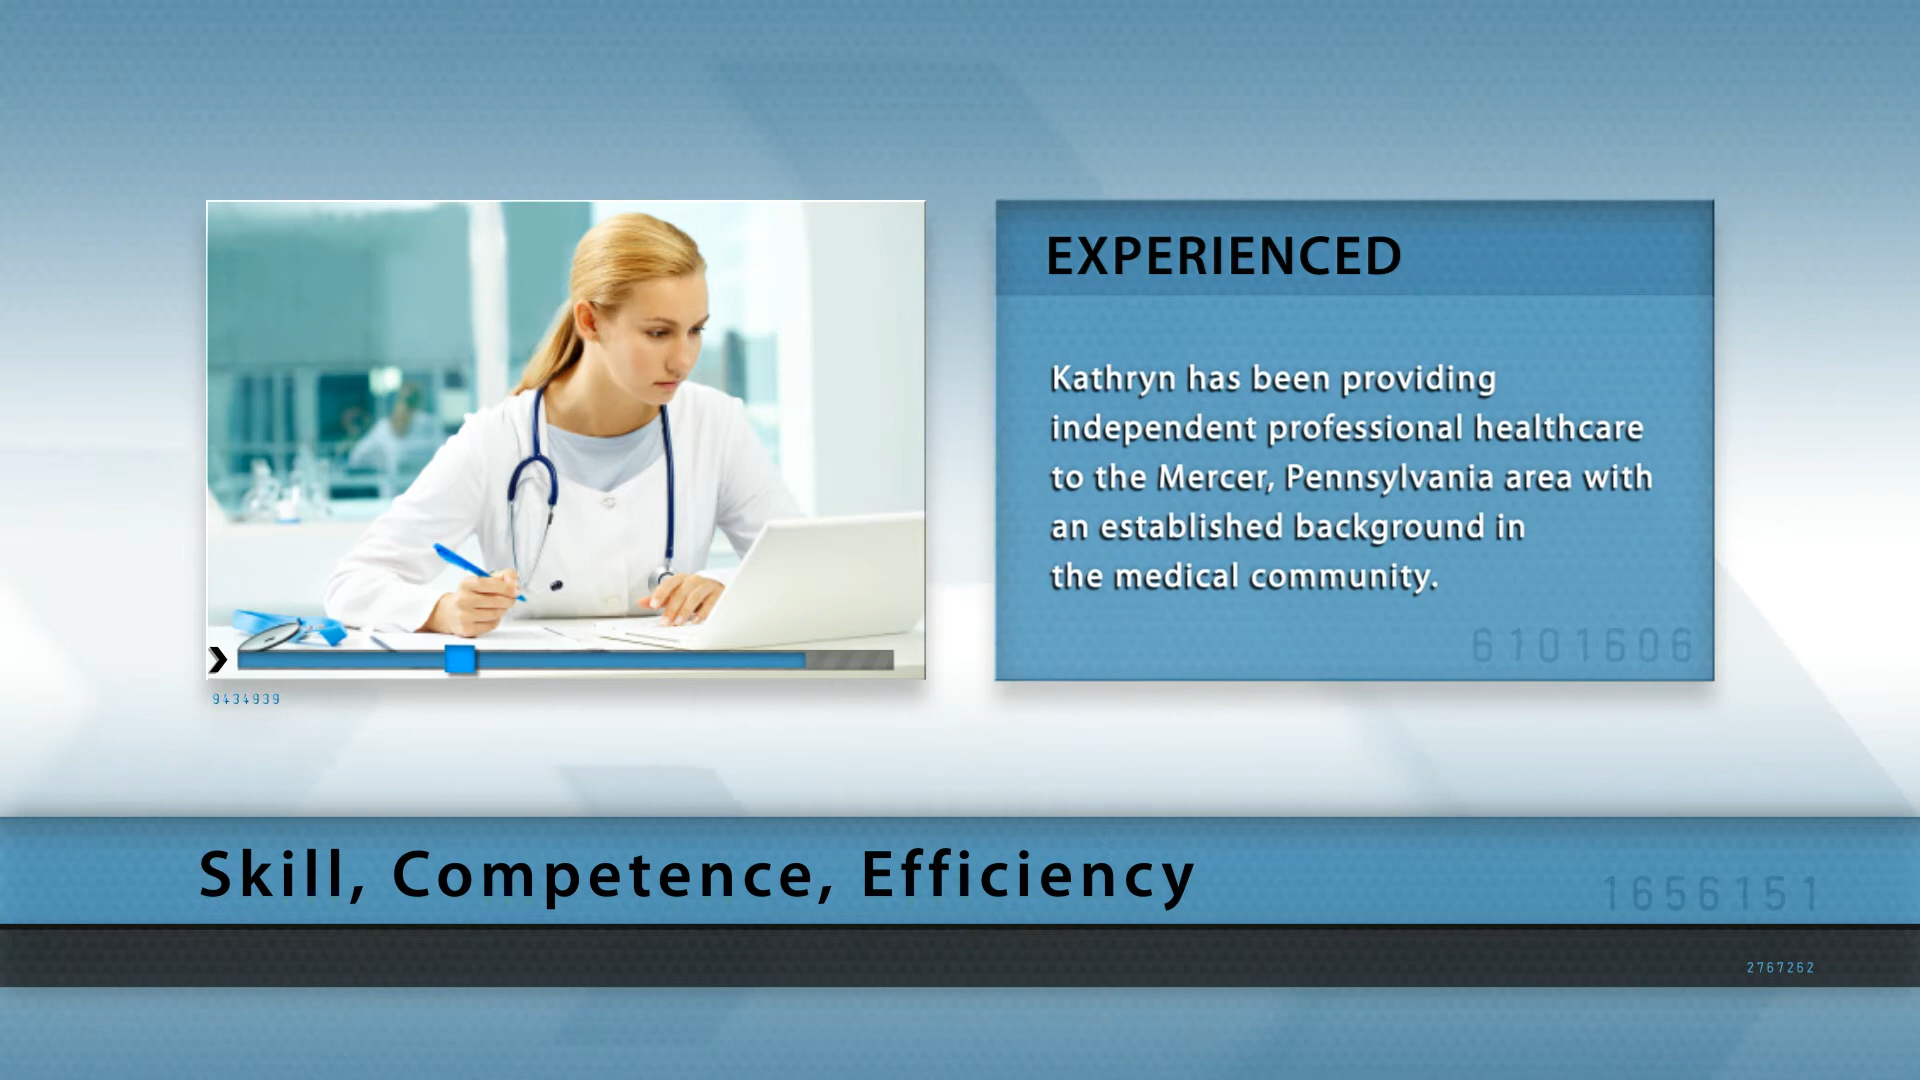 EXPERIENCED
Kathryn has been providing
independent professional healthcare
to the Mercer, Pennsylvania area with
an established background in
the medical community.
6101606
9434939
Skill, Competence, Efficiency
1656151
2767262